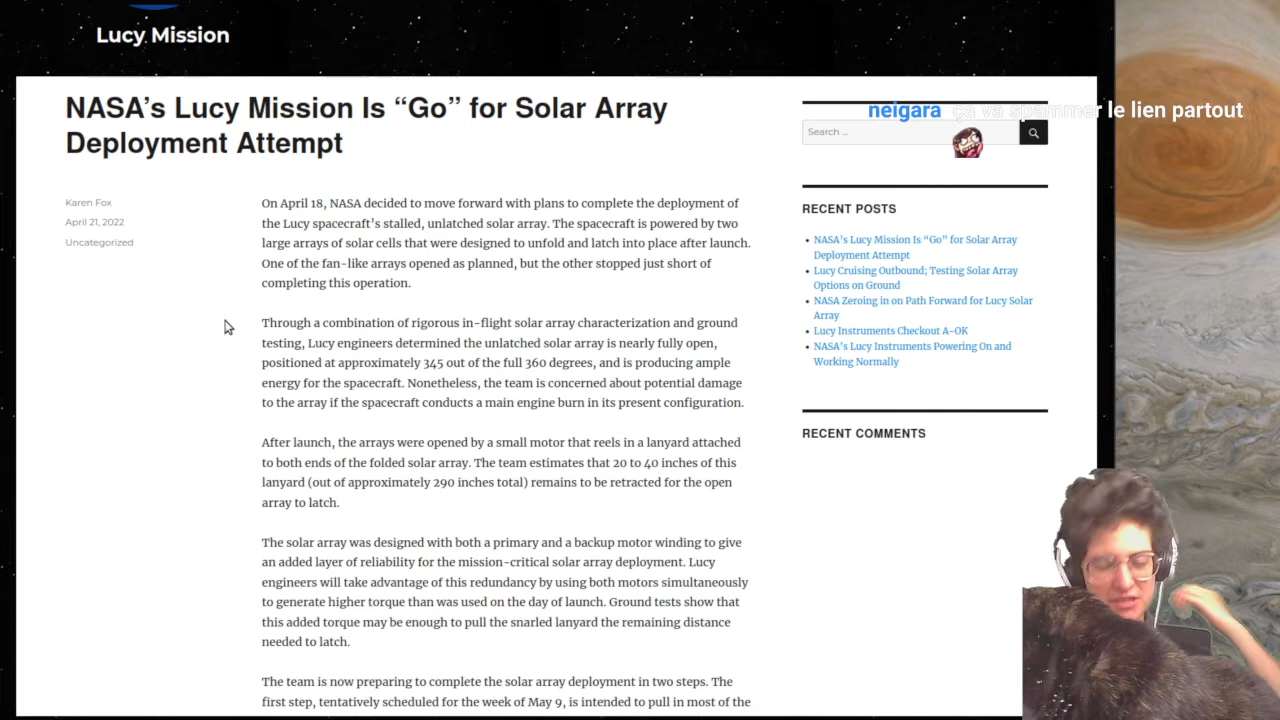 Lucy Mission
NASA's Lucy Mission Is “Go” for Solar Array
Deployment Attempt
Karen Fox
April 21, 2022
Uncategorized
On April 18, NASA decided to move forward with plans to complete the deployment of
the Lucy spacecraft's stalled, unlatched solar array. The spacecraft is powered by two
large arrays of solar cells that were designed to unfold and latch into place after launch.
One of the fan-like arrays opened as planned, but the other stopped just short of
completing this operation.
Through a combination of rigorous in-flight solar array characterization and ground
testing, Lucy engineers determined the unlatched solar array is nearly fully open,
positioned at approximately 345 out of the full 360 degrees, and is producing ample
energy for the spacecraft. Nonetheless, the team is concerned about potential damage
to the array if the spacecraft conducts a main engine burn in its present configuration.
After launch, the arrays were opened by a small motor that reels in a lanyard attached
to both ends of the folded solar array. The team estimates that 20 to 40 inches of this
lanyard (out of approximately 290 inches total) remains to be retracted for the open
array to latch.
The solar array was designed with both a primary and a backup motor winding to give
an added layer of reliability for the mission-critical solar array deployment. Lucy
engineers will take advantage of this redundancy by using both motors simultaneously
to generate higher torque than was used on the day of launch. Ground tests show that
this added torque may be enough to pull the snarled lanyard the remaining distance
needed to latch.
The team is now preparing to complete the solar array deployment in two steps. The
first step, tentatively scheduled for the week of May 9, is intended to pull in most of the
neigara ça va spammer le lien partout
Search ...
RECENT POSTS
NASA's Lucy Mission Is “Go” for Solar Array
Deployment Attempt
Lucy Cruising Outbound; Testing Solar Array
Options on Ground
NASA Zeroing in on Path Forward for Lucy Solar
Array
Lucy Instruments Checkout A-OK
NASA's Lucy Instruments Powering On and
Working Normally
RECENT COMMENTS